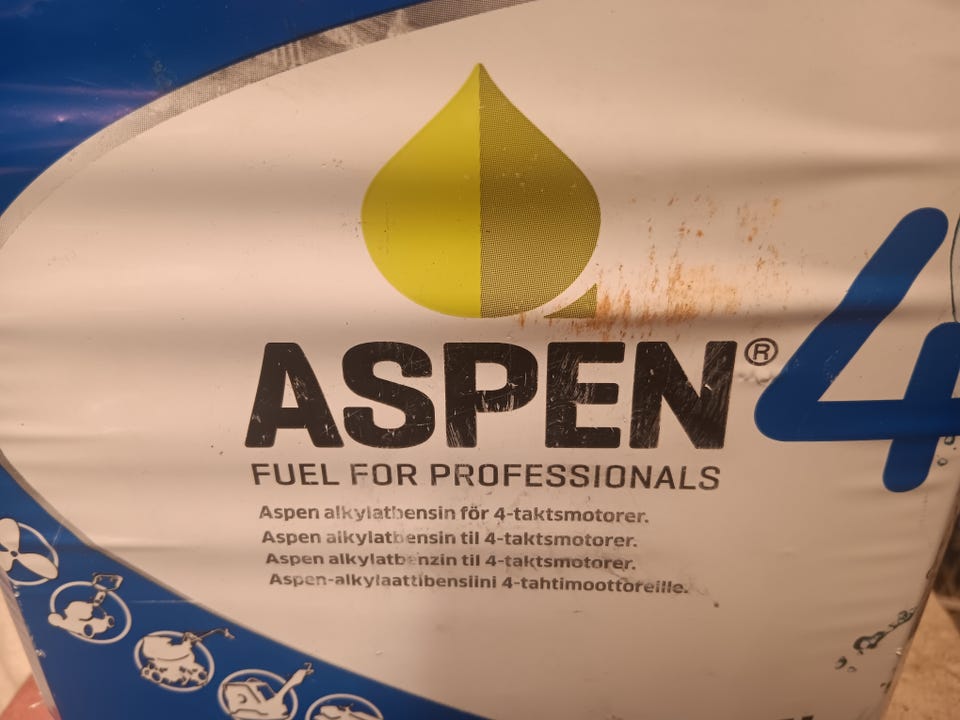 ASPEN® 4
FUEL FOR PROFESSIONALS
Aspen alkylatbensin för 4-taktsmotorer.
Aspen alkylatbensin til 4-taktsmotorer.
Aspen alkylatbenzin til 4-taktsmotorer.
Aspen-alkylaattibensiini 4-tahtimoottoreille.